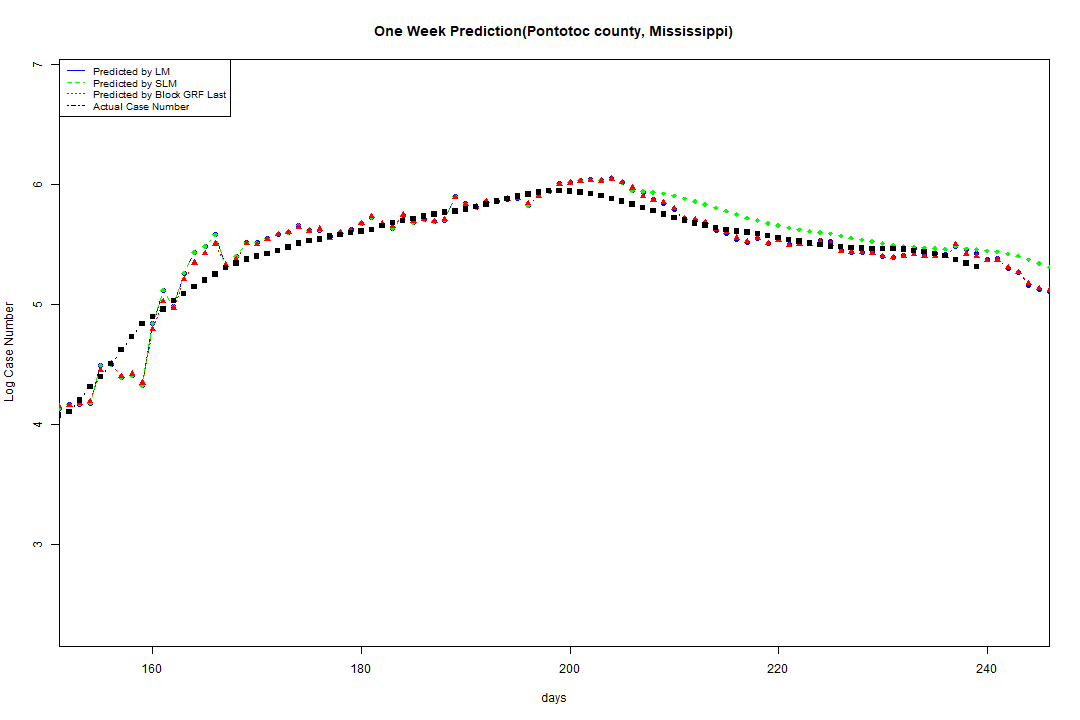 One Week Prediction(Pontotoc county, Mississippi)
Predicted by LM
Predicted by SLM
Predicted by Block GRF Last
Actual Case Number
7
6
5
4
3
Log Case Number
160 180 200 220 240
days